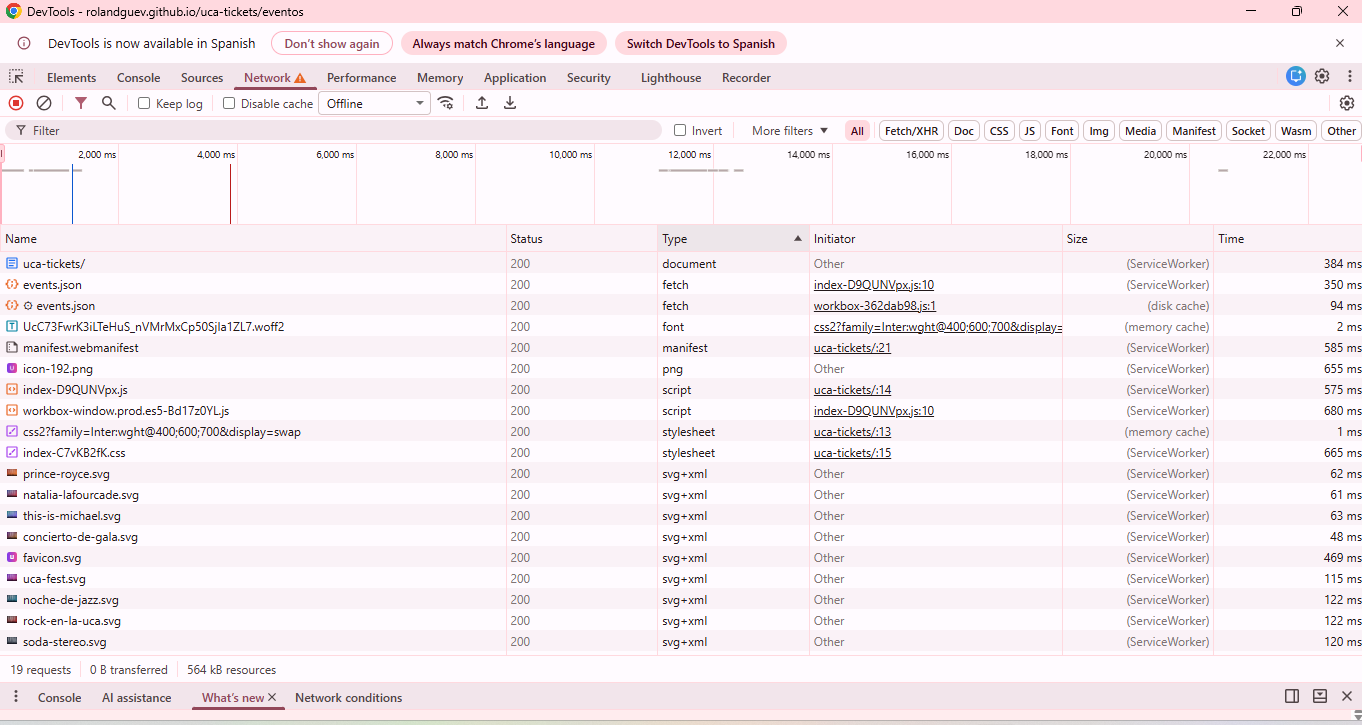 DevTools - rolandguev.github.io/uca-tickets/eventos
DevTools is now available in Spanish Don't show again Always match Chrome's language Switch DevTools to Spanish
Elements Console Sources Network Performance Memory Application Security Lighthouse Recorder
Keep log Disable cache Offline
Filter Invert More filters All Fetch/XHR Doc CSS JS Font Img Media Manifest Socket Wasm Other
2,000 ms 4,000 ms 6,000 ms 8,000 ms 10,000 ms 12,000 ms 14,000 ms 16,000 ms 18,000 ms 20,000 ms 22,000 ms
Name Status Type Initiator Size Time
uca-tickets/ 200 document Other (ServiceWorker) 384 ms
events.json 200 fetch index-D9QUNVpx.js:10 (ServiceWorker) 350 ms
events.json 200 fetch workbox-362dab98.js:1 (disk cache) 94 ms
UcC73FwrK3iLTeHuS_nVMrMxCp50SjIa1ZL7.woff2 200 font css2?family=Inter:wght@400;600;700&display= (memory cache) 2 ms
manifest.webmanifest 200 manifest uca-tickets/:21 (ServiceWorker) 585 ms
icon-192.png 200 png Other (ServiceWorker) 655 ms
index-D9QUNVpx.js 200 script uca-tickets/:14 (ServiceWorker) 575 ms
workbox-window.prod.es5-Bd17z0YL.js 200 script index-D9QUNVpx.js:10 (ServiceWorker) 680 ms
css2?family=Inter:wght@400;600;700&display=swap 200 stylesheet uca-tickets/:13 (memory cache) 1 ms
index-C7vKB2fK.css 200 stylesheet uca-tickets/:15 (ServiceWorker) 665 ms
prince-royce.svg 200 svg+xml Other (ServiceWorker) 62 ms
natalia-lafourcade.svg 200 svg+xml Other (ServiceWorker) 61 ms
this-is-michael.svg 200 svg+xml Other (ServiceWorker) 63 ms
concierto-de-gala.svg 200 svg+xml Other (ServiceWorker) 48 ms
favicon.svg 200 svg+xml Other (ServiceWorker) 469 ms
uca-fest.svg 200 svg+xml Other (ServiceWorker) 115 ms
noche-de-jazz.svg 200 svg+xml Other (ServiceWorker) 122 ms
rock-en-la-uca.svg 200 svg+xml Other (ServiceWorker) 122 ms
soda-stereo.svg 200 svg+xml Other (ServiceWorker) 120 ms
19 requests 0 B transferred 564 kB resources
Console AI assistance What's new Network conditions